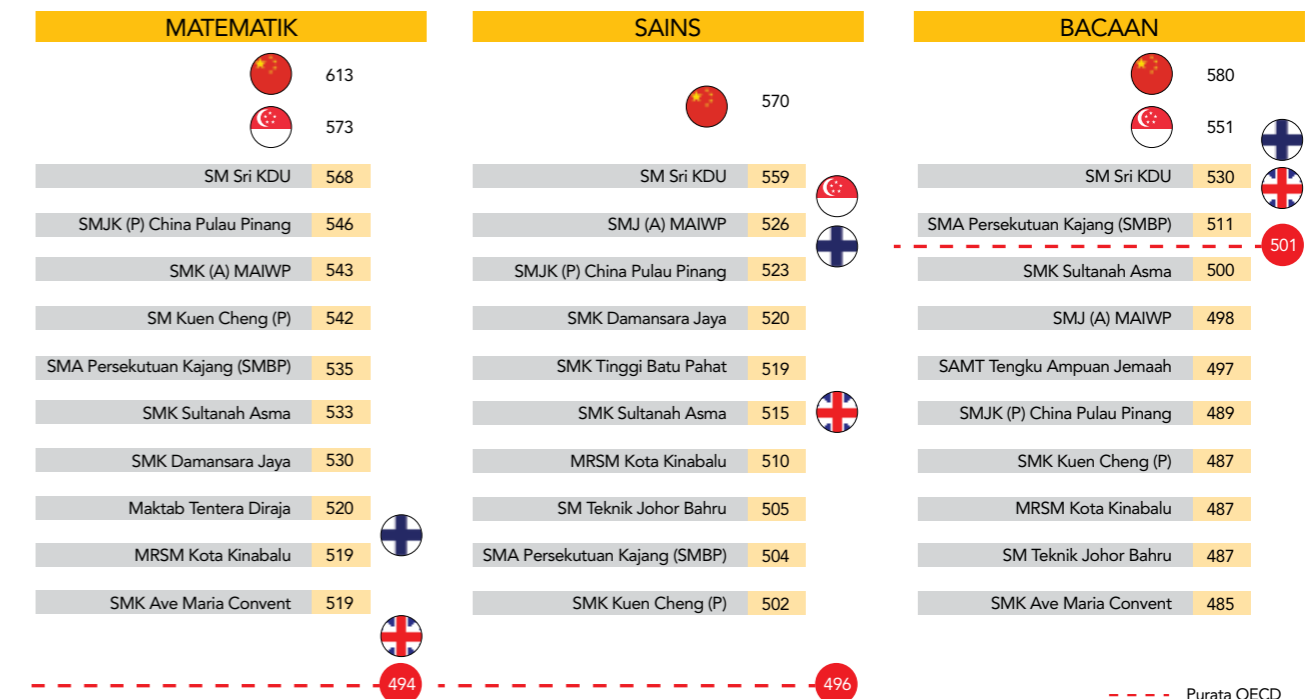 MATEMATIK
613
573
SM Sri KDU 568
SMJK (P) China Pulau Pinang 546
SMK (A) MAIWP 543
SM Kuen Cheng (P) 542
SMA Persekutuan Kajang (SMBP) 535
SMK Sultanah Asma 533
SMK Damansara Jaya 530
Maktab Tentera Diraja 520
MRSM Kota Kinabalu 519
SMK Ave Maria Convent 519
494
SAINS
570
SM Sri KDU 559
SMJ (A) MAIWP 526
SMJK (P) China Pulau Pinang 523
SMK Damansara Jaya 520
SMK Tinggi Batu Pahat 519
SMK Sultanah Asma 515
MRSM Kota Kinabalu 510
SM Teknik Johor Bahru 505
SMA Persekutuan Kajang (SMBP) 504
SMK Kuen Cheng (P) 502
496
BACAAN
580
551
SM Sri KDU 530
SMA Persekutuan Kajang (SMBP) 511
501
SMK Sultanah Asma 500
SMJ (A) MAIWP 498
SAMT Tengku Ampuan Jemaah 497
SMJK (P) China Pulau Pinang 489
SMK Kuen Cheng (P) 487
MRSM Kota Kinabalu 487
SM Teknik Johor Bahru 487
SMK Ave Maria Convent 485
Purata OECD